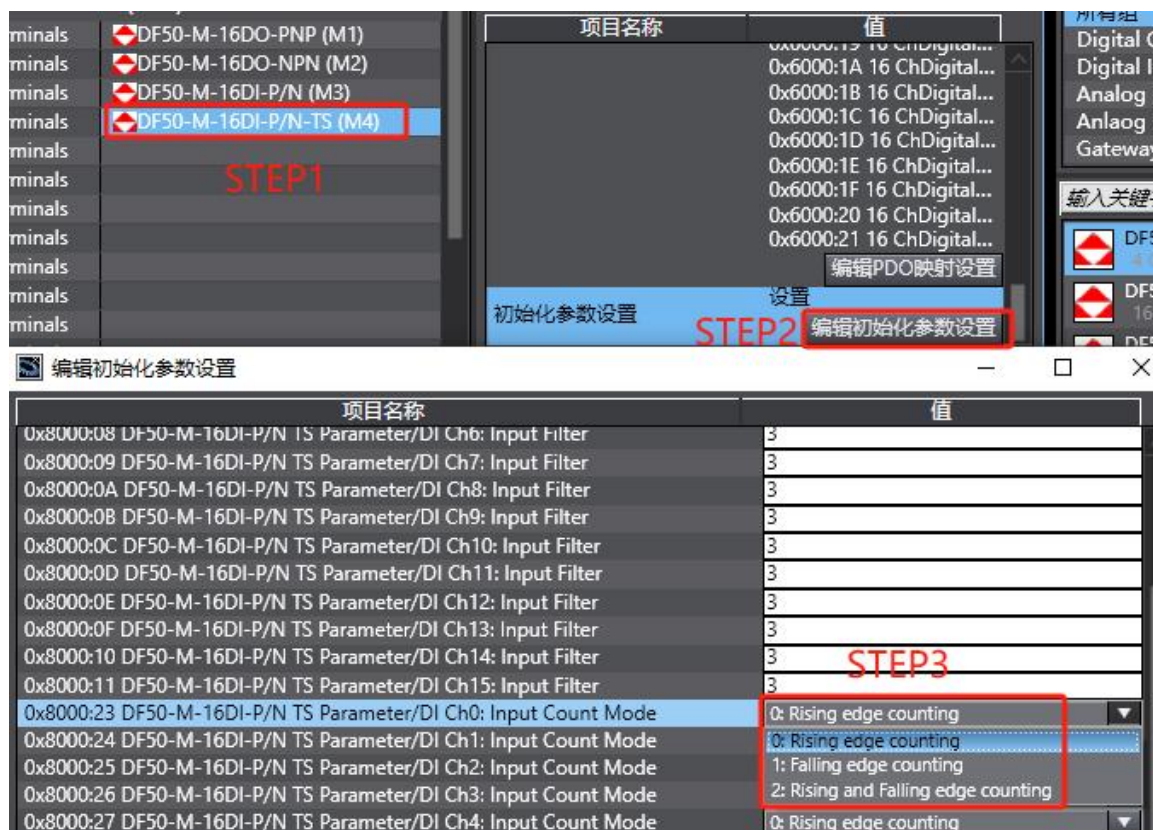 minals DF50-M-16DO-PNP (M1)
minals DF50-M-16DO-NPN (M2)
minals DF50-M-16DI-P/N (M3)
minals DF50-M-16DI-P/N-TS (M4)
minals
minals STEP1
minals
minals
minals
minals
minals
项目名称 值
0x6000:19 16 ChDigital...
0x6000:1A 16 ChDigital...
0x6000:1B 16 ChDigital...
0x6000:1C 16 ChDigital...
0x6000:1D 16 ChDigital...
0x6000:1E 16 ChDigital...
0x6000:1F 16 ChDigital...
0x6000:20 16 ChDigital...
0x6000:21 16 ChDigital...
编辑PDO映射设置
设置
初始化参数设置 STEP2 编辑初始化参数设置
所有组
Digital
Digital I
Analog
Anlaog
Gateway
输入关键
DF5
DF5
16
编辑初始化参数设置
项目名称 值
0x8000:08 DF50-M-16DI-P/N TS Parameter/DI Ch6: Input Filter 3
0x8000:09 DF50-M-16DI-P/N TS Parameter/DI Ch7: Input Filter 3
0x8000:0A DF50-M-16DI-P/N TS Parameter/DI Ch8: Input Filter 3
0x8000:0B DF50-M-16DI-P/N TS Parameter/DI Ch9: Input Filter 3
0x8000:0C DF50-M-16DI-P/N TS Parameter/DI Ch10: Input Filter 3
0x8000:0D DF50-M-16DI-P/N TS Parameter/DI Ch11: Input Filter 3
0x8000:0E DF50-M-16DI-P/N TS Parameter/DI Ch12: Input Filter 3
0x8000:0F DF50-M-16DI-P/N TS Parameter/DI Ch13: Input Filter 3
0x8000:10 DF50-M-16DI-P/N TS Parameter/DI Ch14: Input Filter 3
STEP3
0x8000:11 DF50-M-16DI-P/N TS Parameter/DI Ch15: Input Filter 3
0x8000:23 DF50-M-16DI-P/N TS Parameter/DI Ch0: Input Count Mode 0: Rising edge counting
0x8000:24 DF50-M-16DI-P/N TS Parameter/DI Ch1: Input Count Mode 0: Rising edge counting
0x8000:25 DF50-M-16DI-P/N TS Parameter/DI Ch2: Input Count Mode 1: Falling edge counting
0x8000:26 DF50-M-16DI-P/N TS Parameter/DI Ch3: Input Count Mode 2: Rising and Falling edge counting
0x8000:27 DF50-M-16DI-P/N TS Parameter/DI Ch4: Input Count Mode 0: Rising edge counting